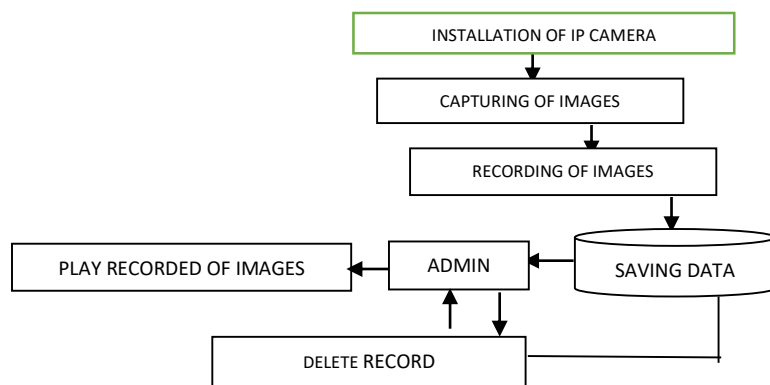 INSTALLATION OF IP CAMERA
CAPTURING OF IMAGES
RECORDING OF IMAGES
PLAY RECORDED OF IMAGES
ADMIN
SAVING DATA
DELETE RECORD